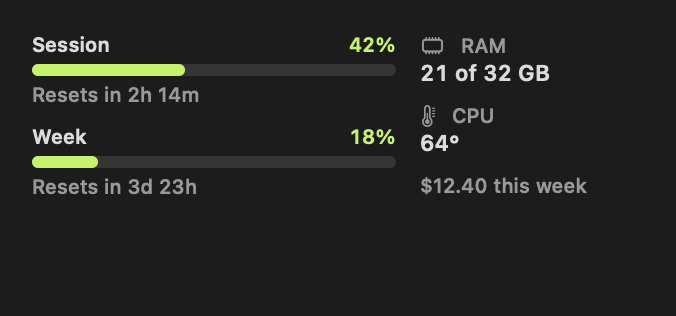 Session 42%
Resets in 2h 14m
Week 18%
Resets in 3d 23h
RAM
21 of 32 GB
CPU
64°
$12.40 this week